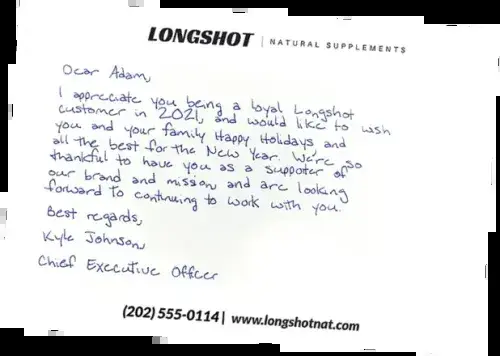 LONGSHOT | NATURAL SUPPLEMENTS
Dear Adam,
I appreciate you being a loyal Longshot
customer in 2021, and would like to wish
you and your family Happy Holidays and
all the best for the New Year. We're so
thankful to have you as a suppoter of
our brand and mission and are looking
forward to continuing to work with you.
Best regards,
Kyle Johnson,
Chief Executive Officer
(202) 555-0114 | www.longshotnat.com